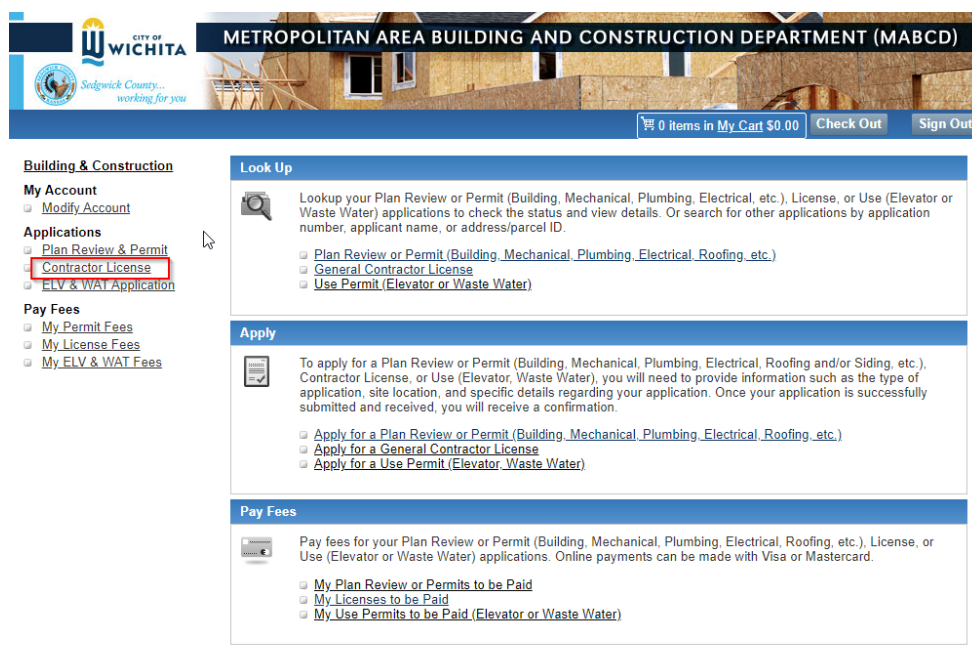 CITY OF
WICHITA
Sedgwick County...
working for you
METROPOLITAN AREA BUILDING AND CONSTRUCTION DEPARTMENT (MABCD)
0 items in My Cart $0.00
Check Out
Sign Out
Building & Construction
My Account
Modify Account
Applications
Plan Review & Permit
Contractor License
ELV & WAT Application
Pay Fees
My Permit Fees
My License Fees
My ELV & WAT Fees
Look Up
Lookup your Plan Review or Permit (Building, Mechanical, Plumbing, Electrical, etc.), License, or Use (Elevator or
Waste Water) applications to check the status and view details. Or search for other applications by application
number, applicant name, or address/parcel ID.
Plan Review or Permit (Building, Mechanical, Plumbing, Electrical, Roofing, etc.)
General Contractor License
Use Permit (Elevator or Waste Water)
Apply
To apply for a Plan Review or Permit (Building, Mechanical, Plumbing, Electrical, Roofing and/or Siding, etc.),
Contractor License, or Use (Elevator, Waste Water), you will need to provide information such as the type of
application, site location, and specific details regarding your application. Once your application is successfully
submitted and received, you will receive a confirmation.
Apply for a Plan Review or Permit (Building, Mechanical, Plumbing, Electrical, Roofing, etc.)
Apply for a General Contractor License
Apply for a Use Permit (Elevator, Waste Water)
Pay Fees
Pay fees for your Plan Review or Permit (Building, Mechanical, Plumbing, Electrical, Roofing, etc.), License, or
Use (Elevator or Waste Water) applications. Online payments can be made with Visa or Mastercard.
My Plan Review or Permits to be Paid
My Licenses to be Paid
My Use Permits to be Paid (Elevator or Waste Water)